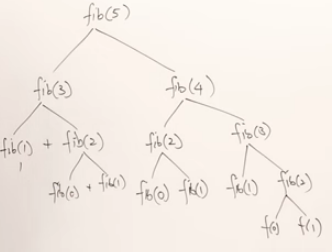 fib(5)
fib(3) fib(4)
fib(1) + fib(2) fib(2) fib(3)
1 fib(0) + fib(1) fib(0) fib(1) fib(1) fib(2)
f(0) f(1)